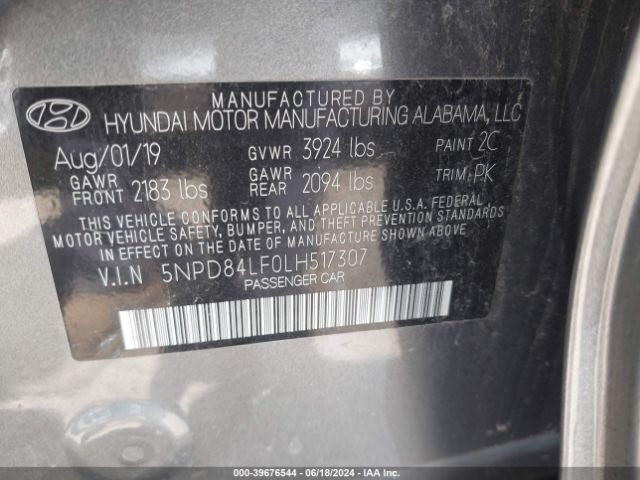 MANUFACTURED BY
HYUNDAI MOTOR MANUFACTURING ALABAMA, LLC
Aug/01/19 GVWR 3924 lbs PAINT 2C
GAWR FRONT 2183 lbs GAWR REAR 2094 lbs TRIM:PK
THIS VEHICLE CONFORMS TO ALL APPLICABLE U.S. FEDERAL
MOTOR VEHICLE SAFETY, BUMPER, AND THEFT PREVENTION STANDARDS
IN EFFECT ON THE DATE OF MANUFACTURE SHOWN ABOVE.
V.I.N 5NPD84LF0LH517307
PASSENGER CAR
000-39676544 | 06/18/2024 | IAA Inc.